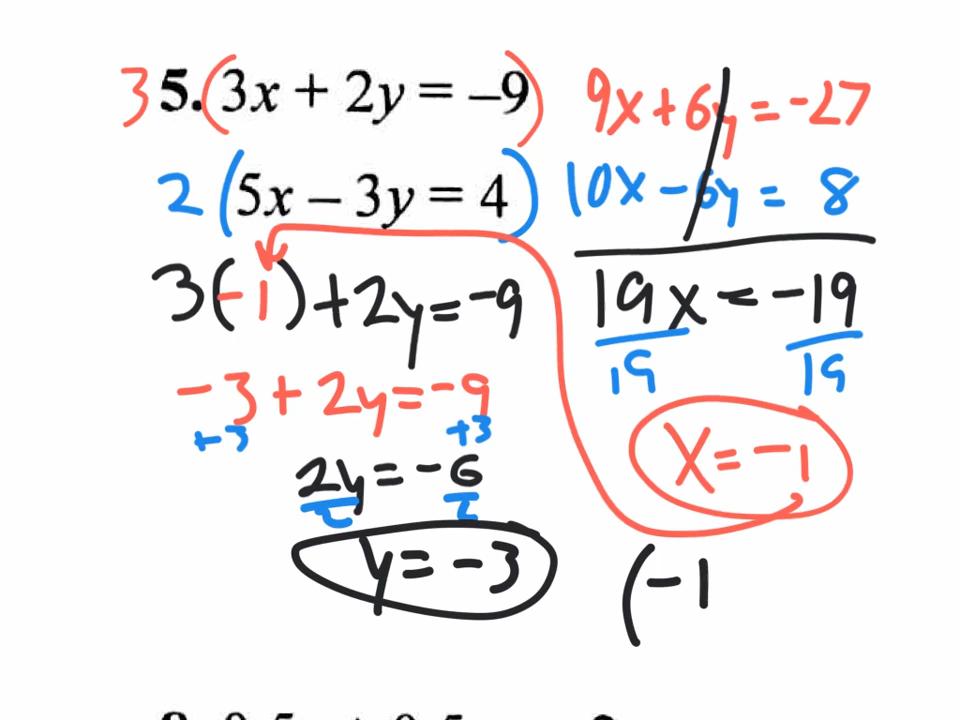 3 5. (3x + 2y = –9)
2 (5x – 3y = 4)
3(-1) + 2y = -9
-3 + 2y = -9
+3 +3
2y = -6
2 2
y = -3
9x + 6y = -27
10x - 6y = 8
19x = -19
19 19
x = -1
(-1